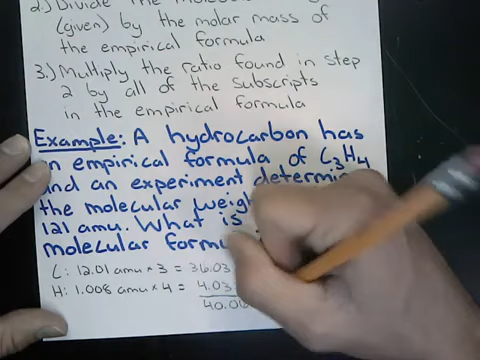 2.) Divide the
(given) by the molar mass of
the empirical formula
3.) Multiply the ratio found in step
2 by all of the subscripts
in the empirical formula
Example: A hydrocarbon has
an empirical formula of C₃H₄
and an experiment
the molecular
121 amu. What is
molecular
C: 12.01 amu × 3 = 36.03
H: 1.008 amu × 4 = 4.03
40.0